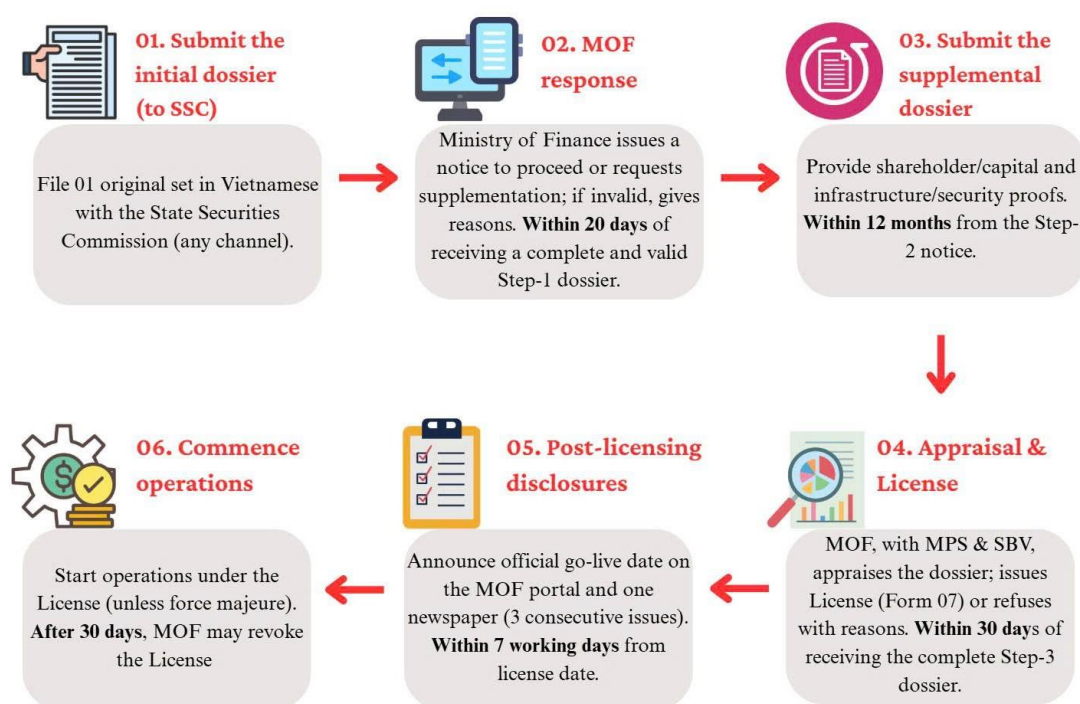 01. Submit the
initial dossier
(to SSC)
File 01 original set in Vietnamese
with the State Securities
Commission (any channel).
02. MOF
response
Ministry of Finance issues a
notice to proceed or requests
supplementation; if invalid, gives
reasons. Within 20 days of
receiving a complete and valid
Step-1 dossier.
03. Submit the
supplemental
dossier
Provide shareholder/capital and
infrastructure/security proofs.
Within 12 months from the Step-
2 notice.
04. Appraisal &
License
MOF, with MPS & SBV,
appraises the dossier; issues
License (Form 07) or refuses
with reasons. Within 30 days of
receiving the complete Step-3
dossier.
05. Post-licensing
disclosures
Announce official go-live date on
the MOF portal and one
newspaper (3 consecutive issues).
Within 7 working days from
license date.
06. Commence
operations
Start operations under the
License (unless force majeure).
After 30 days, MOF may revoke
the License